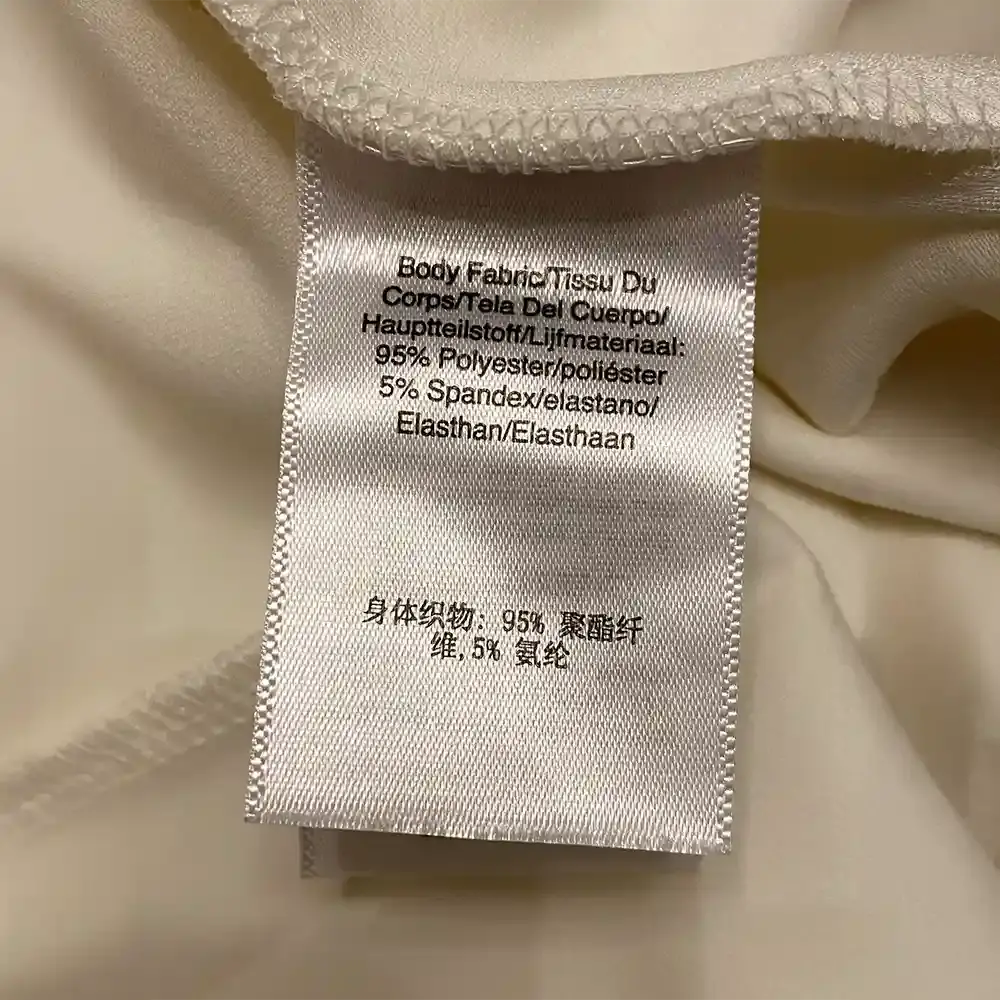 Body Fabric/Tissu Du
Corps/Tela Del Cuerpo/
Hauptteilstoff/Lijfmateriaal:
95% Polyester/poliéster
5% Spandex/elastano/
Elasthan/Elasthaan
身体织物: 95% 聚酯纤
维,5% 氨纶